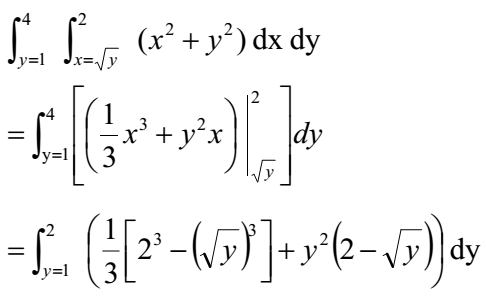 ∫_{y=1}^{4} ∫_{x=√y}^{2} (x² + y²) dx dy
= ∫_{y=1}^{4} [ ( 1/3 x³ + y²x ) |_{√y}^{2} ] dy
= ∫_{y=1}^{2} ( 1/3 [ 2³ − (√y)³ ] + y² (2 − √y) ) dy